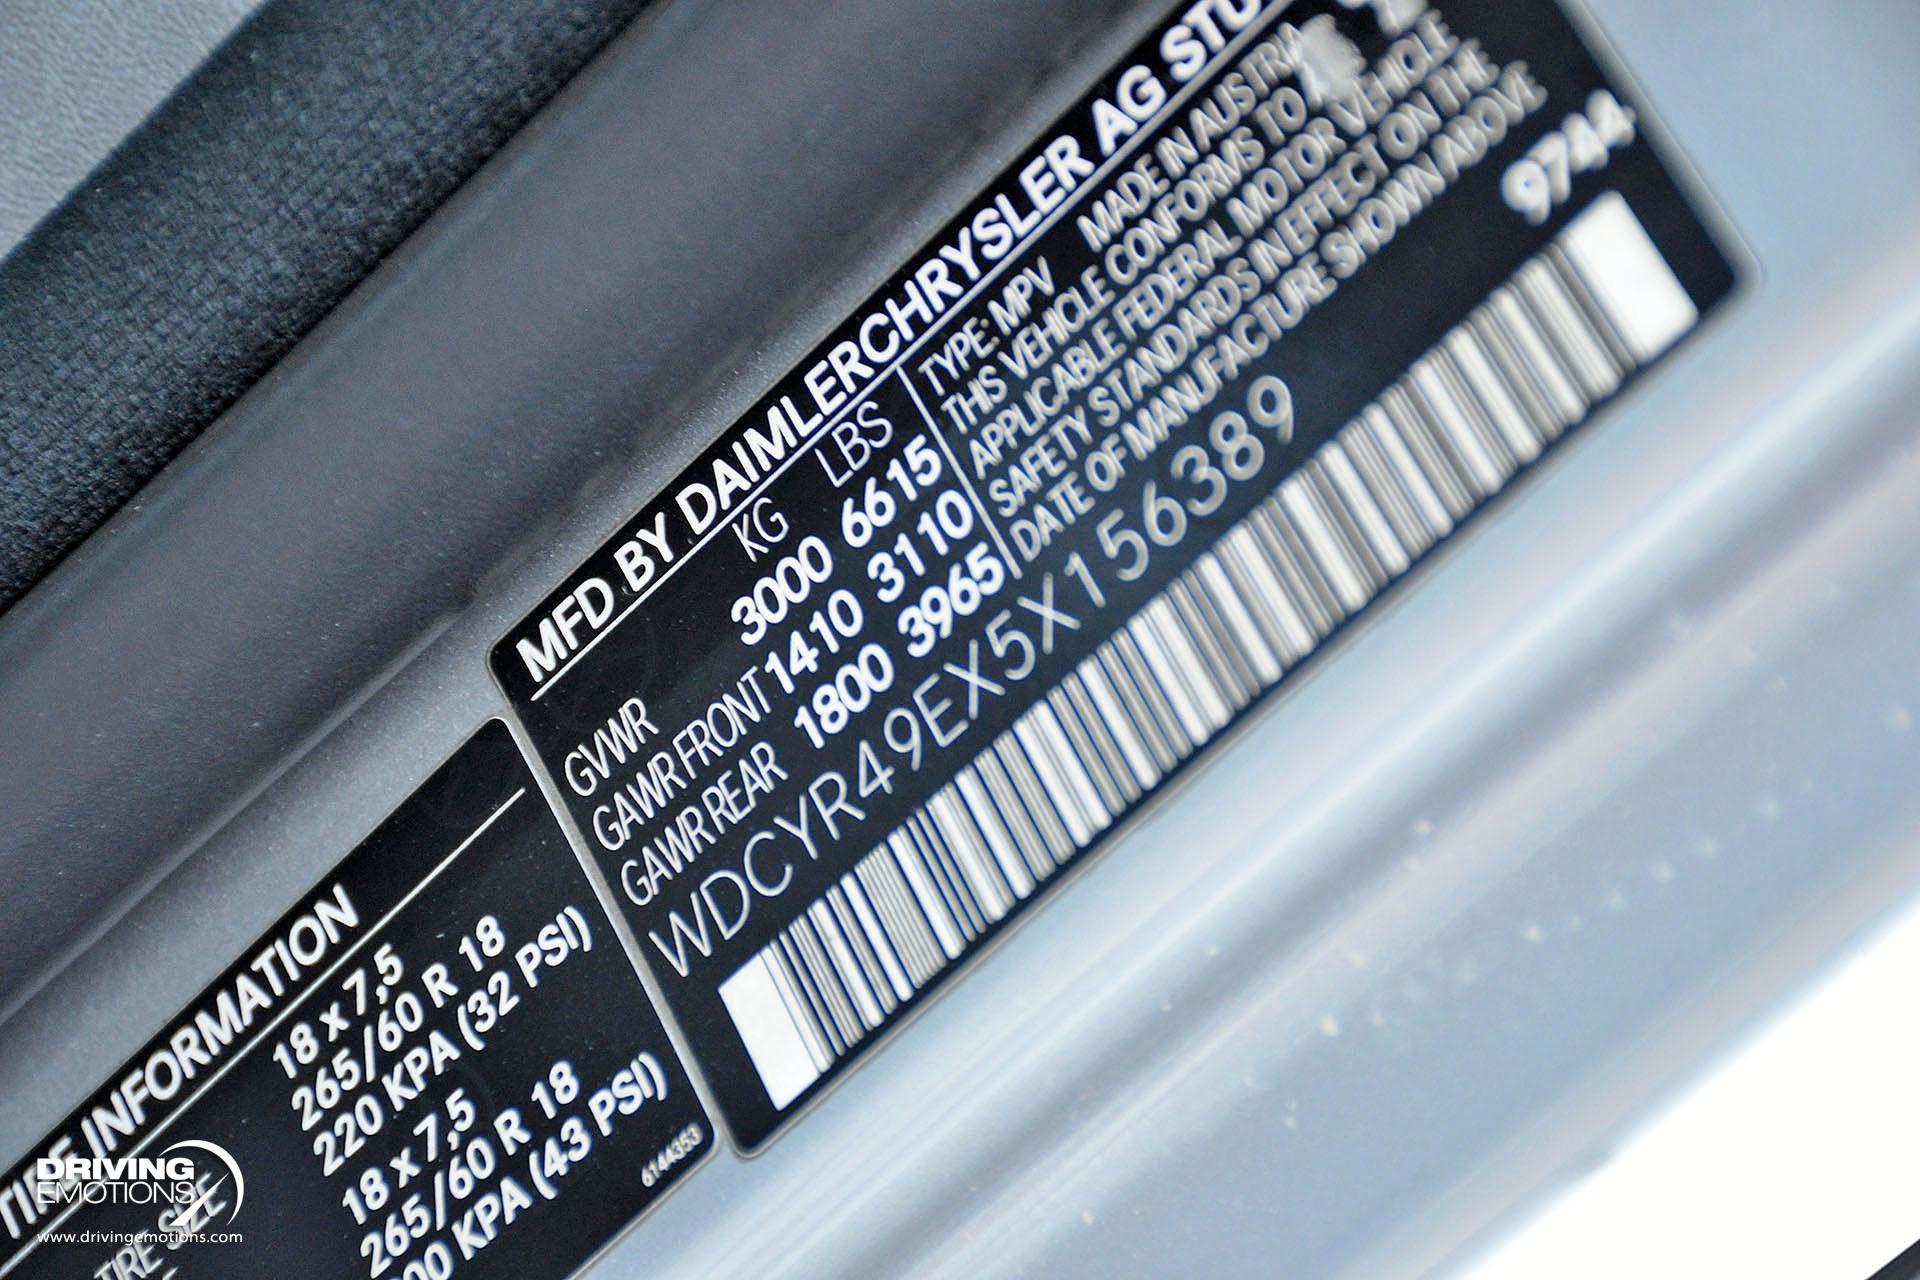 MFD BY DAIMLERCHRYSLER AG
KG LBS
GVWR 3000 6615
GAWR FRONT 1410 3110
GAWR REAR 1800 3965
TYPE: MPV MADE IN AUSTRIA
THIS VEHICLE CONFORMS TO
APPLICABLE FEDERAL MOTOR VEHICLE
SAFETY STANDARDS IN EFFECT ON THE
DATE OF MANUFACTURE SHOWN ABOVE
WDCYR49EX5X156389
9744
TIRE INFORMATION
18 x 7,5
265/60 R 18
220 KPA (32 PSI)
18 x 7,5
265/60 R 18
KPA (43 PSI)
TIRE SIZE
6144353
DRIVING
EMOTIONS
www.drivingemotions.com